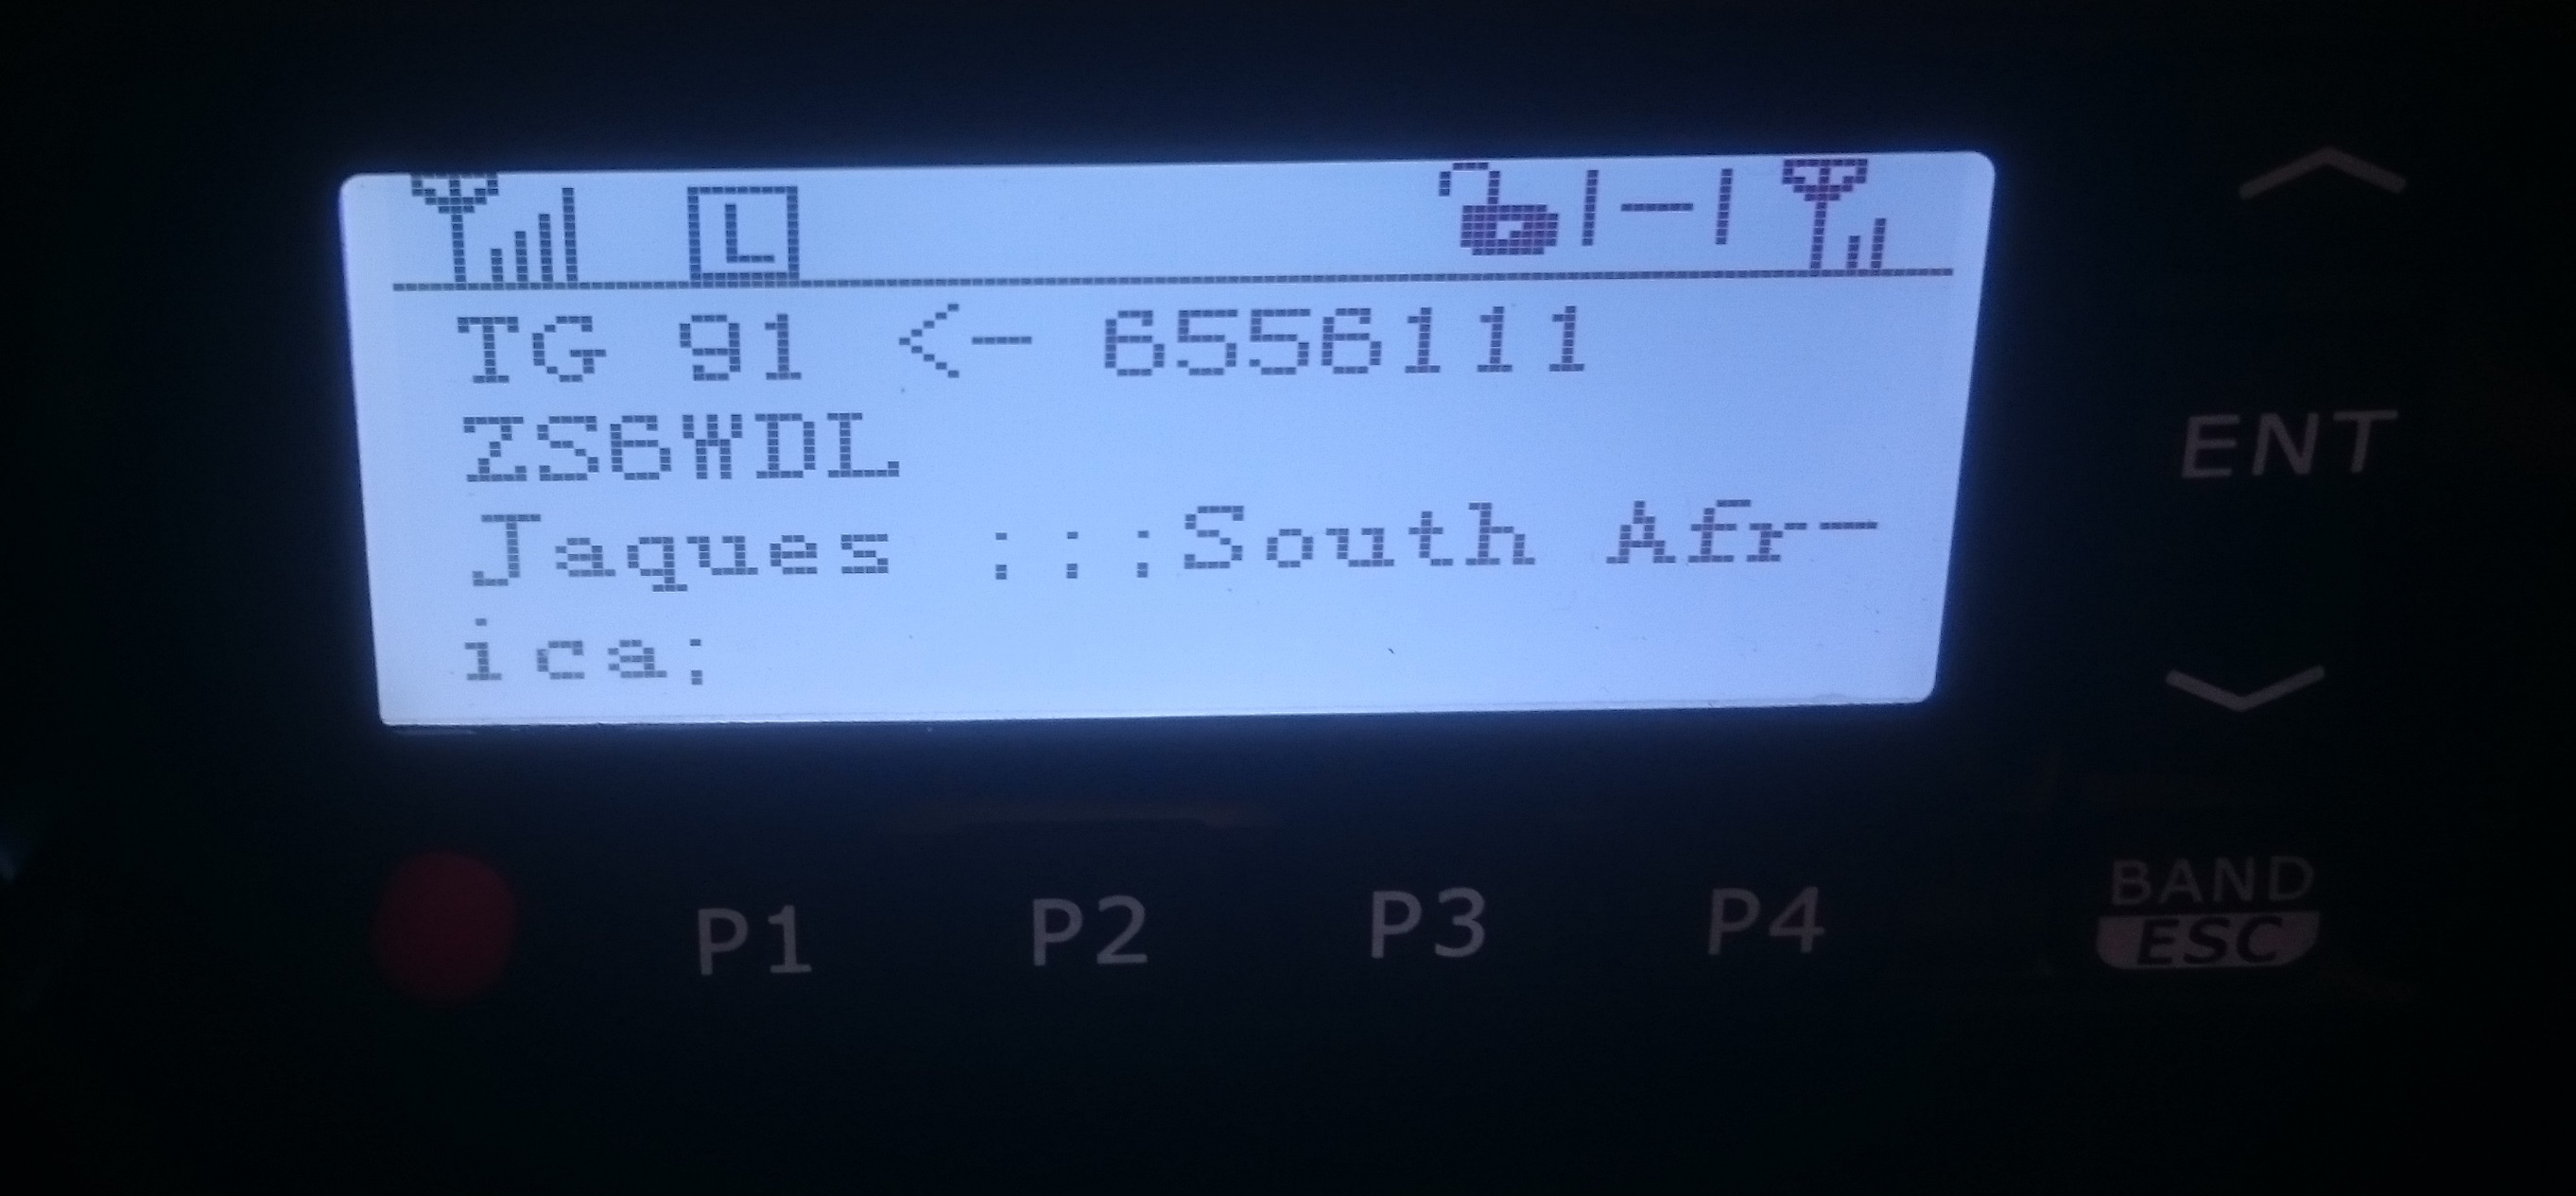 L
TG 91 <- 6556111
ZS6WDL
Jaques ;;;South Afr-
ica;
ENT
P1 P2 P3 P4
BAND
ESC